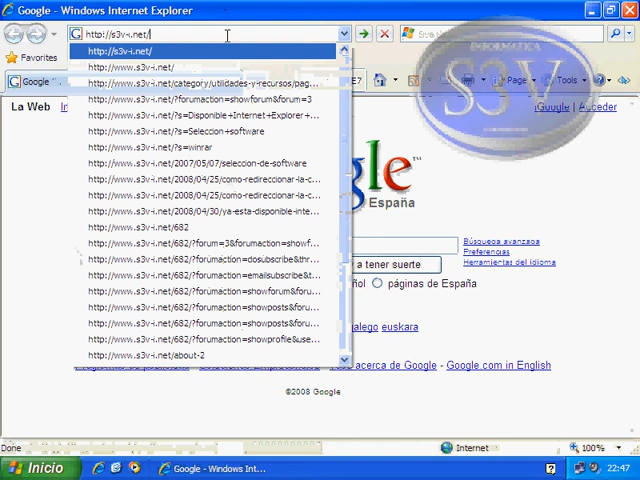 Google - Windows Internet Explorer
http://s3v-i.net/
Favorites
http://s3v-i.net/
http://www.s3v-i.net/
http://www.s3v-i.net/category/utilidades-y-recursos/pag...
http://www.s3v-i.net/?forumaction=showforum&forum=3
http://www.s3v-i.net/?s=Disponible+Internet+Explorer+...
http://www.s3v-i.net/?s=Seleccion+software
http://www.s3v-i.net/?s=winrar
http://www.s3v-i.net/2007/05/07/seleccion-de-software
http://www.s3v-i.net/2008/04/25/como-redireccionar-la-c...
http://www.s3v-i.net/2008/04/25/como-redireccionar-la-c...
http://www.s3v-i.net/2008/04/30/ya-esta-disponible-inte...
http://www.s3v-i.net/682
http://www.s3v-i.net/682/?forum=3&forumaction=showf...
http://www.s3v-i.net/682/?forumaction=dosubscribe&thr...
http://www.s3v-i.net/682/?forumaction=emailsubscribe&t...
http://www.s3v-i.net/682/?forumaction=showforum&foru...
http://www.s3v-i.net/682/?forumaction=showposts&foru...
http://www.s3v-i.net/682/?forumaction=showposts&foru...
http://www.s3v-i.net/682/?forumaction=showprofile&use...
http://www.s3v-i.net/about-2
Google
E7
Page
Tools
INFORMATICA
S3V
La Web
Google | Acceder
gle™
España
Búsqueda avanzada
Preferencias
Herramientas del idioma
a tener suerte
ñol
páginas de España
galego euskara
acerca de Google - Google.com in English
©2008 Google
Done
Internet
100%
Inicio
Google - Windows Int...
22:47